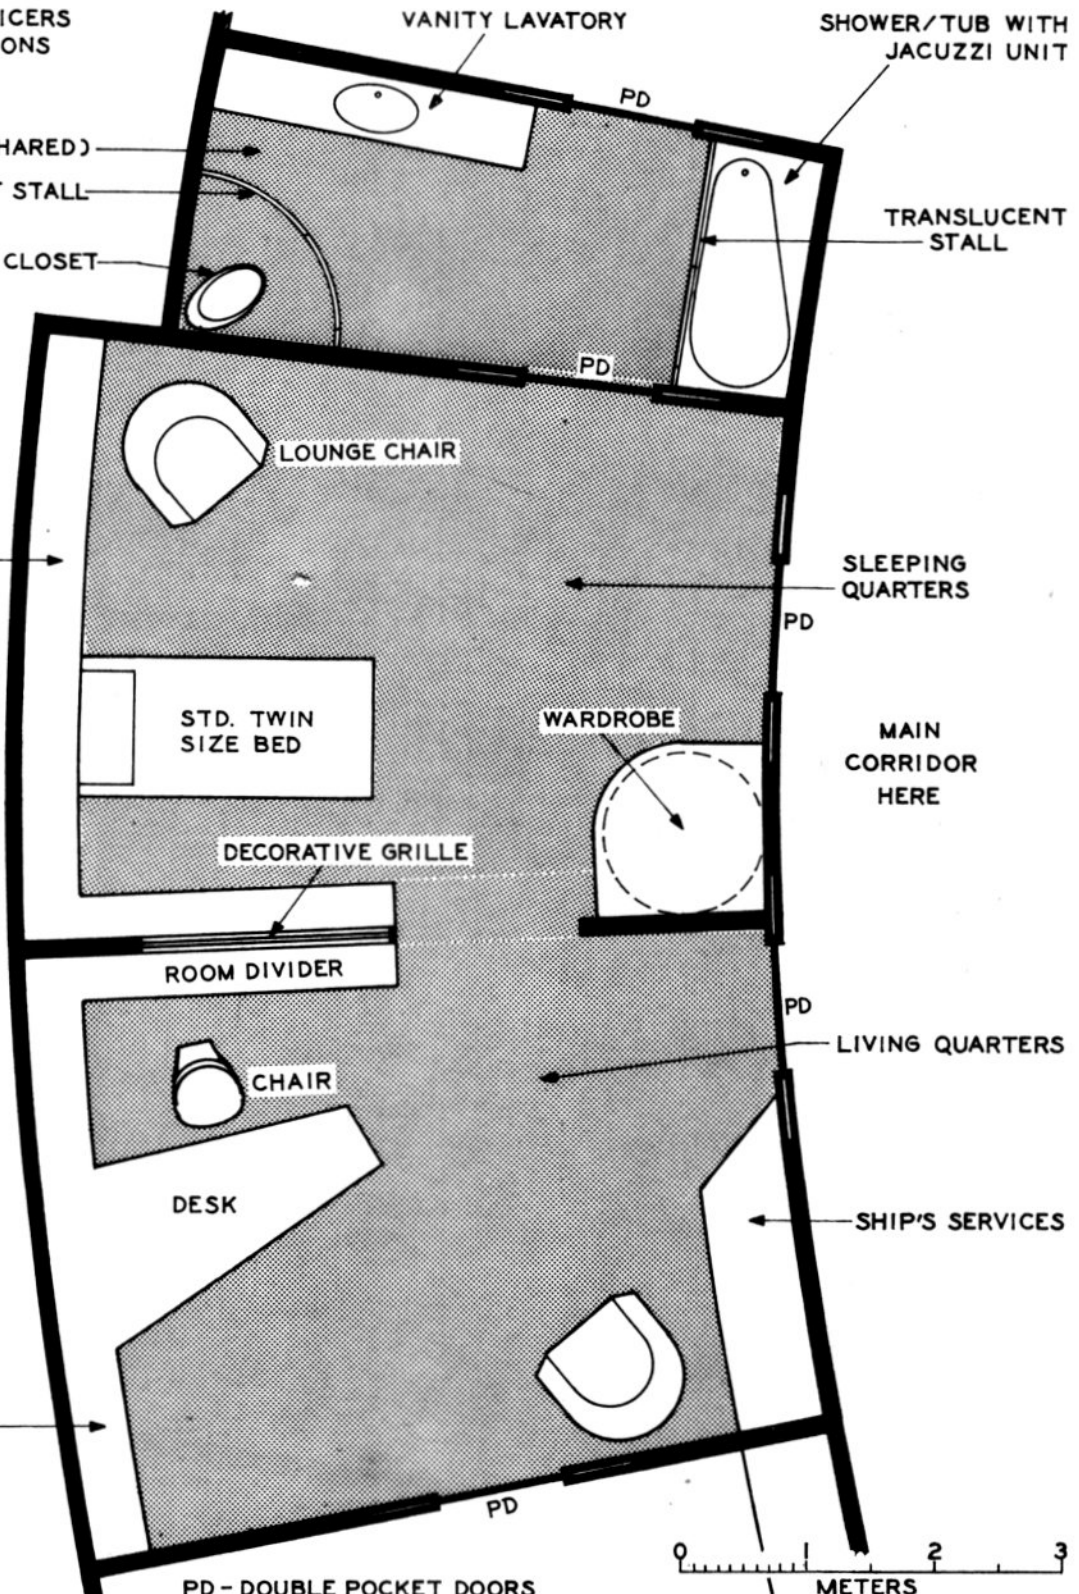 ICERS
ONS
VANITY LAVATORY
SHOWER/TUB WITH
JACUZZI UNIT
PD
HARED)
STALL
TRANSLUCENT
STALL
CLOSET
PD
LOUNGE CHAIR
SLEEPING
QUARTERS
PD
STD. TWIN
SIZE BED
WARDROBE
MAIN
CORRIDOR
HERE
DECORATIVE GRILLE
ROOM DIVIDER
PD
LIVING QUARTERS
CHAIR
DESK
SHIP'S SERVICES
PD
0 1 2 3
METERS
PD - DOUBLE POCKET DOORS